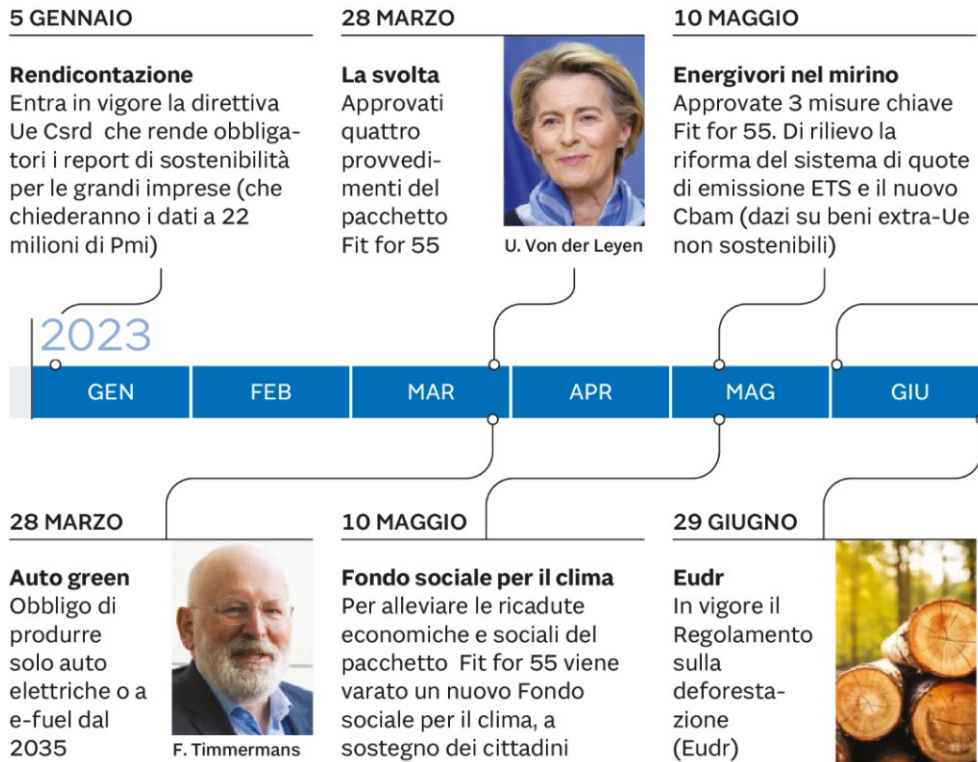 5 GENNAIO
Rendicontazione
Entra in vigore la direttiva
Ue Csrd che rende obbliga-
tori i report di sostenibilità
per le grandi imprese (che
chiederanno i dati a 22
milioni di Pmi)
28 MARZO
La svolta
Approvati
quattro
provvedi-
menti del
pacchetto
Fit for 55
U. Von der Leyen
10 MAGGIO
Energivori nel mirino
Approvate 3 misure chiave
Fit for 55. Di rilievo la
riforma del sistema di quote
di emissione ETS e il nuovo
Cbam (dazi su beni extra-Ue
non sostenibili)
2023
GEN
FEB
MAR
APR
MAG
GIU
28 MARZO
Auto green
Obbligo di
produrre
solo auto
elettriche o a
e-fuel dal
2035
F. Timmermans
10 MAGGIO
Fondo sociale per il clima
Per alleviare le ricadute
economiche e sociali del
pacchetto Fit for 55 viene
varato un nuovo Fondo
sociale per il clima, a
sostegno dei cittadini
29 GIUGNO
Eudr
In vigore il
Regolamento
sulla
deforesta-
zione
(Eudr)